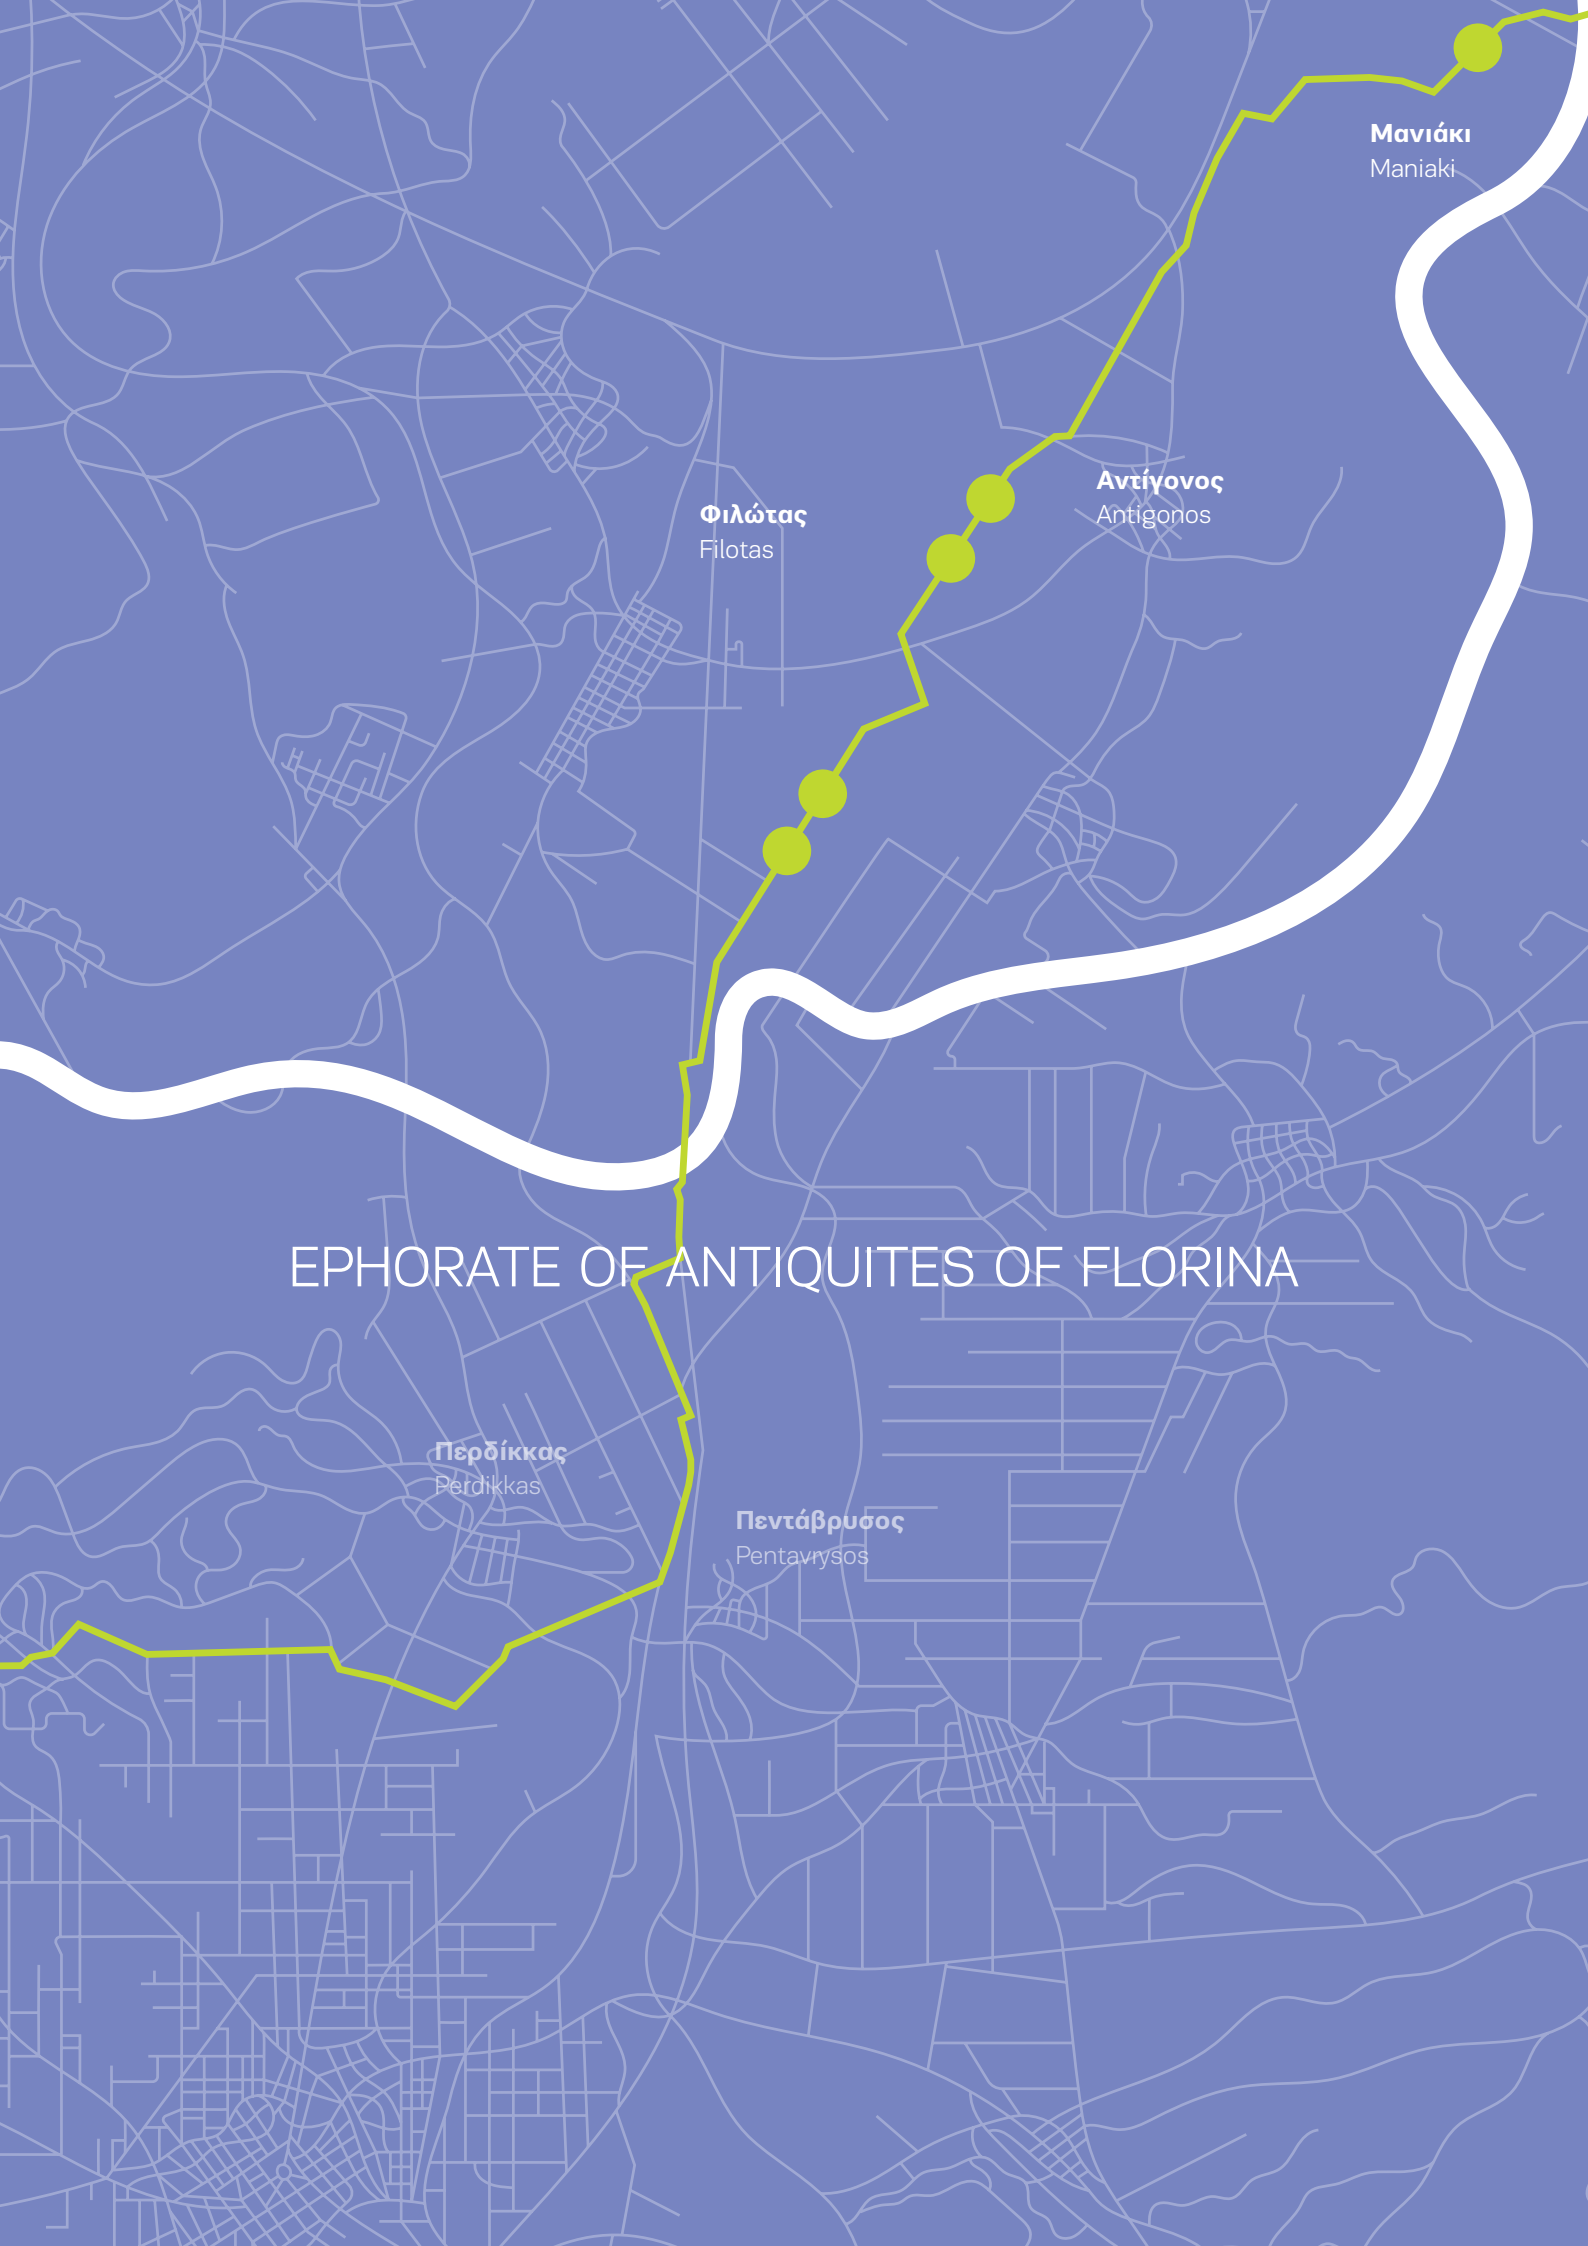 Μανιάκι
Maniaki
Αντίγονος
Antigonos
Φιλώτας
Filotas
EPHORATE OF ANTIQUITES OF FLORINA
Περδίκκας
Perdikkas
Πεντάβρυσος
Pentavrysos